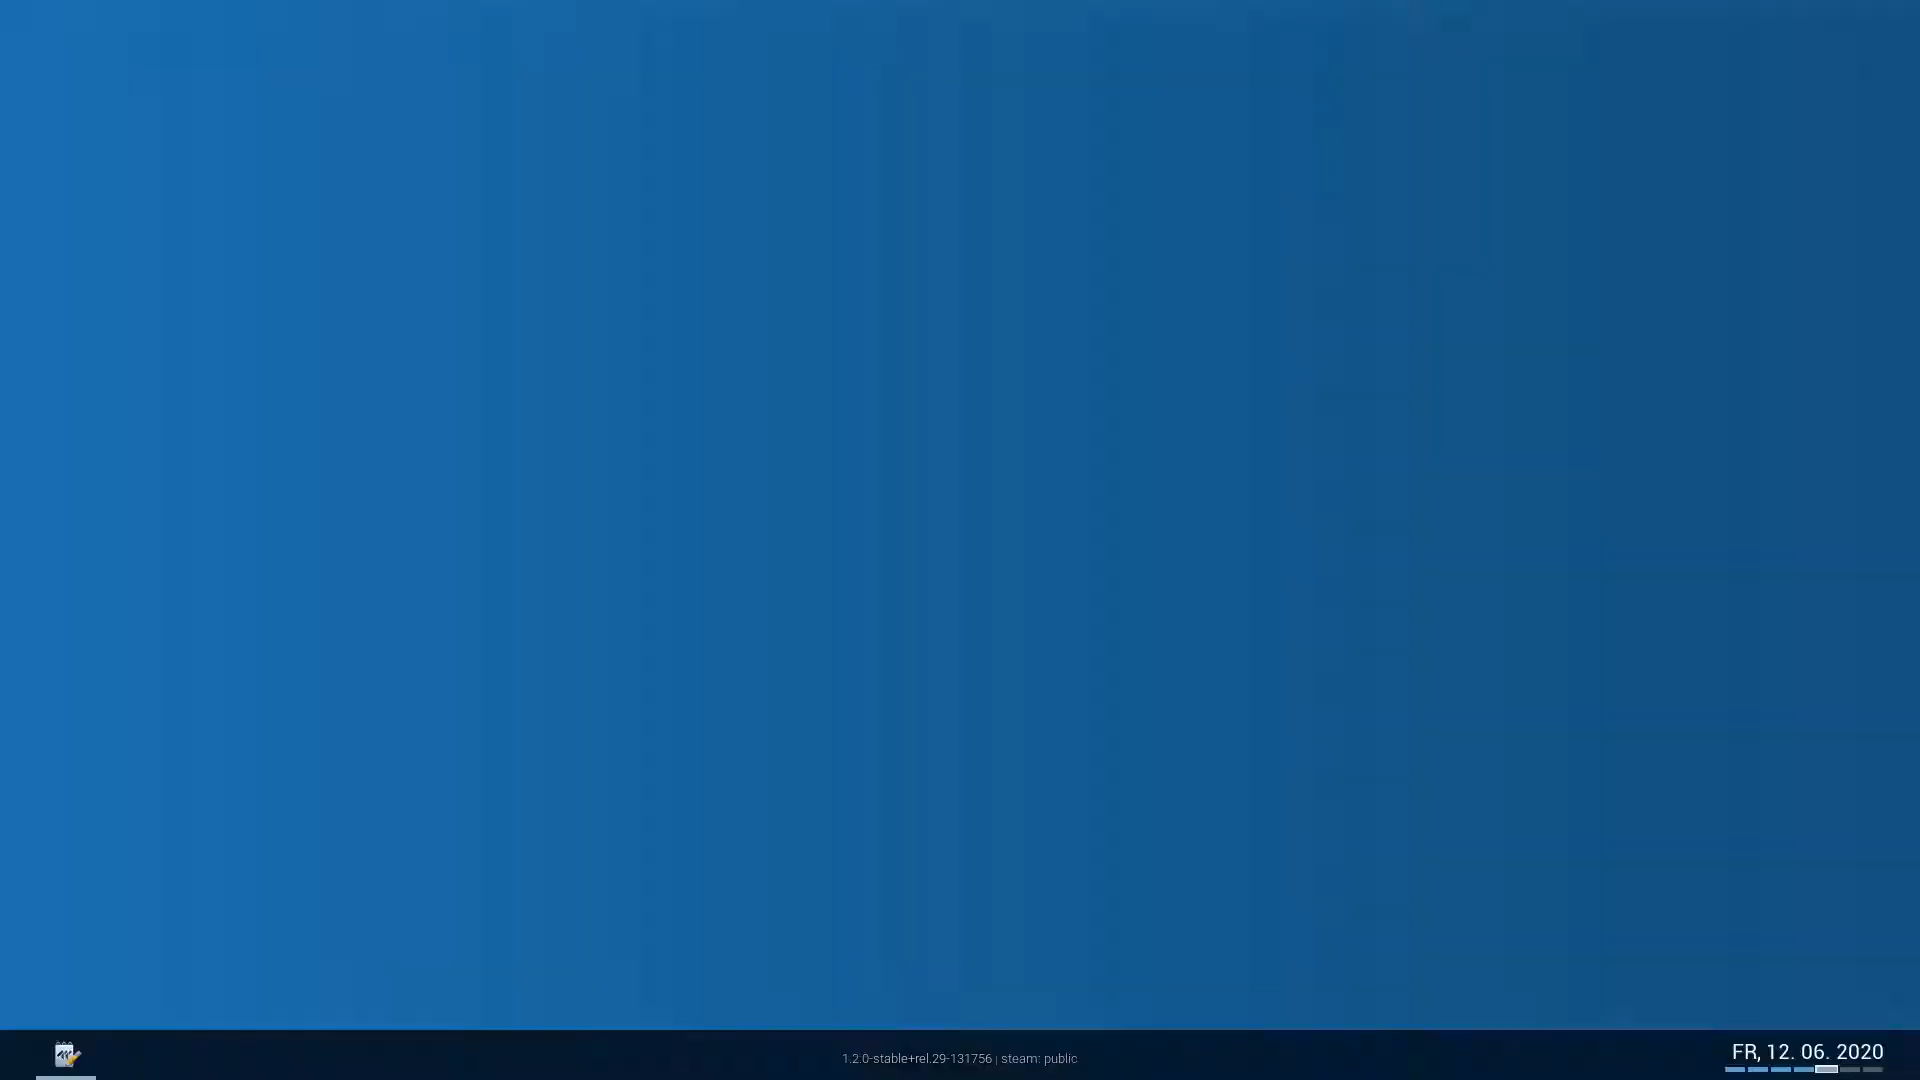 1.2.0-stable+rel.29-131756 | steam: public
FR, 12. 06. 2020